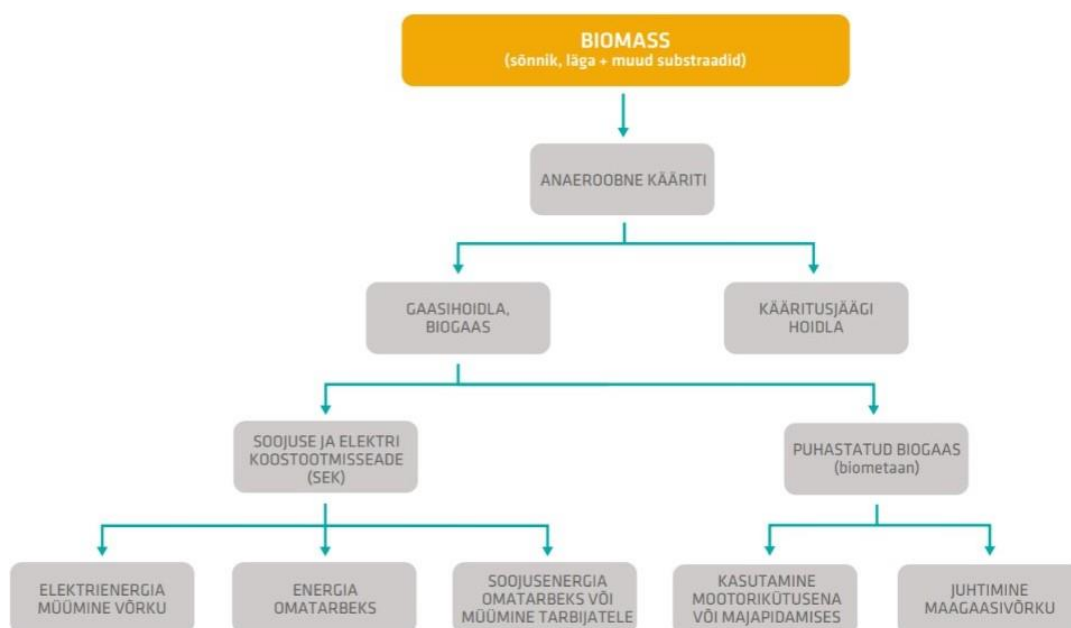 BIOMASS
(sõnnik, läga + muud substraadid)
ANAEROOBNE KÄÄRITI
GAASIHOIDLA,
BIOGAAS
KÄÄRITUSJÄÄGI
HOIDLA
SOOJUSE JA ELEKTRI
KOOSTOOTMISSEADE
(SEK)
PUHASTATUD BIOGAAS
(biometaan)
ELEKTRIENERGIA
MÜÜMINE VÕRKU
ENERGIA
OMATARBEKS
SOOJUSENERGIA
OMATARBEKS VÕI
MÜÜMINE TARBIJATELE
KASUTAMINE
MOOTORIKÜTUSENA
VÕI MAJAPIDAMISES
JUHTIMINE
MAAGAASIVÕRKU